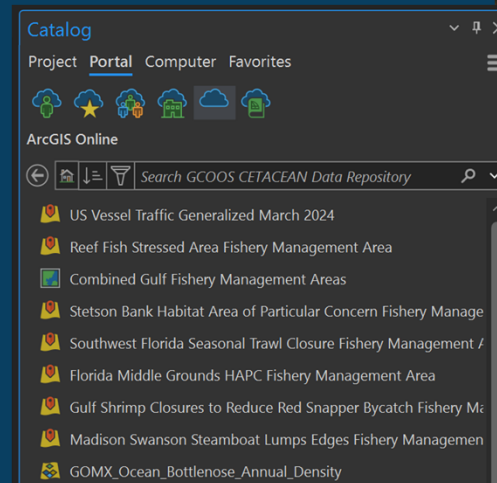 Catalog
Project Portal Computer Favorites
ArcGIS Online
Search GCOOS CETACEAN Data Repository
US Vessel Traffic Generalized March 2024
Reef Fish Stressed Area Fishery Management Area
Combined Gulf Fishery Management Areas
Stetson Bank Habitat Area of Particular Concern Fishery Manage
Southwest Florida Seasonal Trawl Closure Fishery Management A
Florida Middle Grounds HAPC Fishery Management Area
Gulf Shrimp Closures to Reduce Red Snapper Bycatch Fishery Ma
Madison Swanson Steamboat Lumps Edges Fishery Managemen
GOMX_Ocean_Bottlenose_Annual_Density